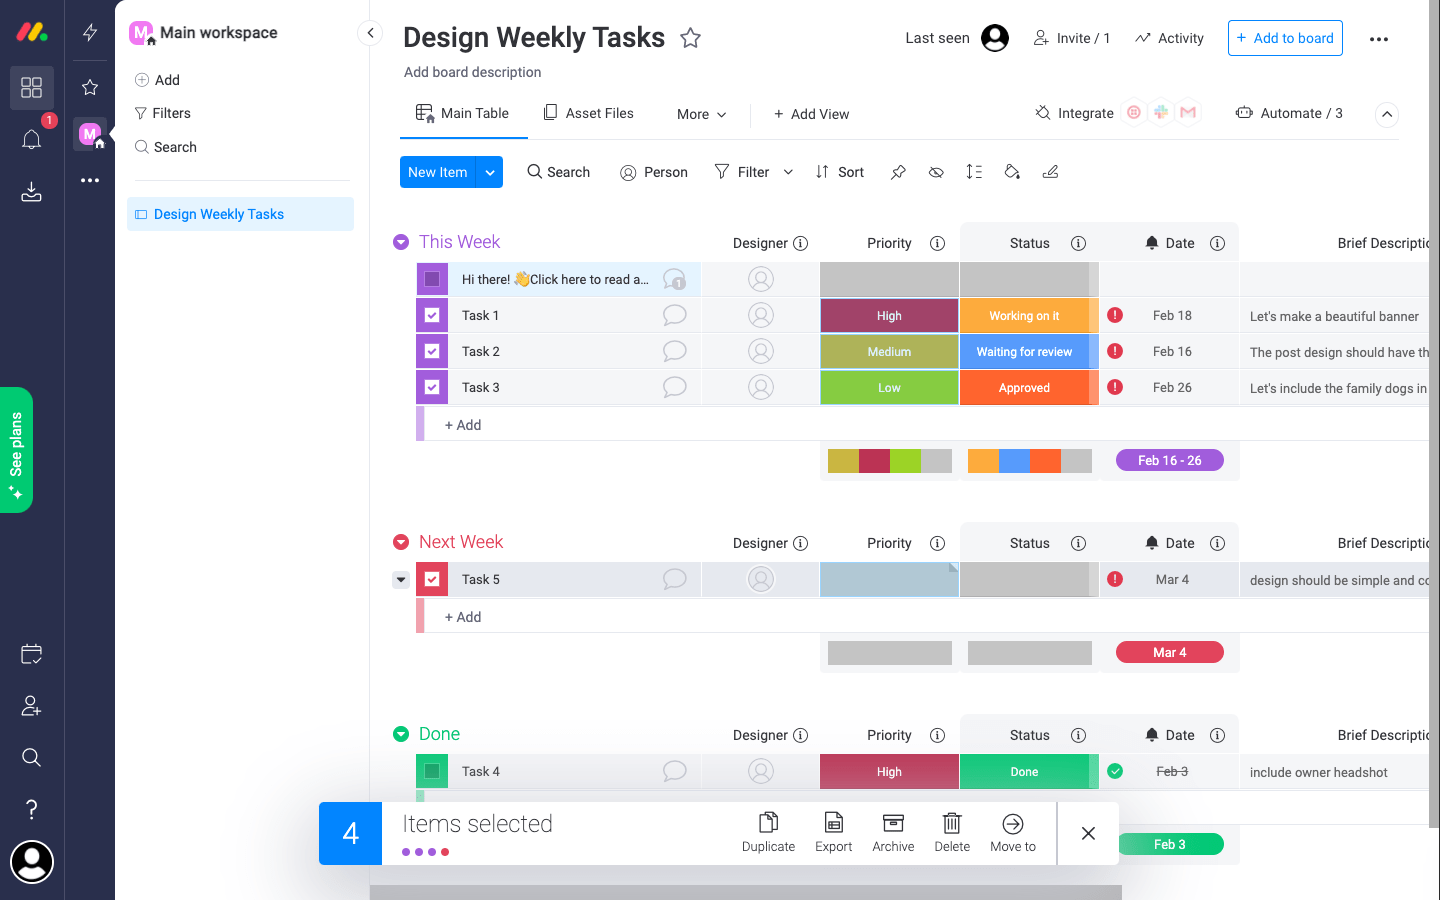 M Main workspace
Add
Filters
Search
Design Weekly Tasks
1
M
See plans
Design Weekly Tasks
Add board description
Last seen
Invite / 1
Activity
+ Add to board
Main Table
Asset Files
More
+ Add View
Integrate
Automate / 3
New Item
Search
Person
Filter
Sort
This Week
Designer
Priority
Status
Date
Brief Descriptio
Hi there! 👋Click here to read a...
1
Task 1
High
Working on it
Feb 18
Let's make a beautiful banner
Task 2
Medium
Waiting for review
Feb 16
The post design should have th
Task 3
Low
Approved
Feb 26
Let's include the family dogs in
+ Add
Feb 16 - 26
Next Week
Designer
Priority
Status
Date
Brief Descriptio
Task 5
Mar 4
design should be simple and co
+ Add
Mar 4
Done
Designer
Priority
Status
Date
Brief Descriptio
Task 4
High
Done
Feb 3
include owner headshot
4
Items selected
Duplicate
Export
Archive
Delete
Move to
Feb 3